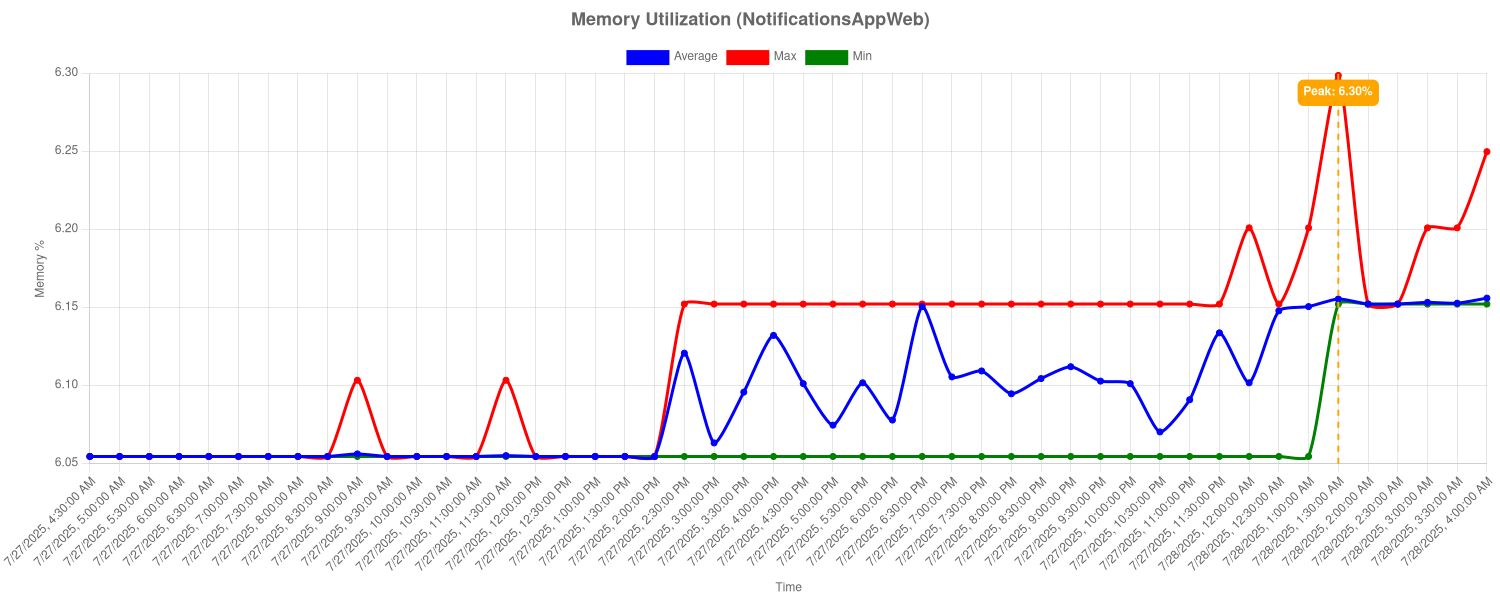 Memory Utilization (NotificationsAppWeb)
Average Max Min
6.30
Peak: 6.30%
6.25
6.20
Memory %
6.15
6.10
6.05
7/27/2025, 4:30:00 AM
7/27/2025, 5:00:00 AM
7/27/2025, 5:30:00 AM
7/27/2025, 6:00:00 AM
7/27/2025, 6:30:00 AM
7/27/2025, 7:00:00 AM
7/27/2025, 7:30:00 AM
7/27/2025, 8:00:00 AM
7/27/2025, 8:30:00 AM
7/27/2025, 9:00:00 AM
7/27/2025, 9:30:00 AM
7/27/2025, 10:00:00 AM
7/27/2025, 10:30:00 AM
7/27/2025, 11:00:00 AM
7/27/2025, 11:30:00 AM
7/27/2025, 12:00:00 PM
7/27/2025, 12:30:00 PM
7/27/2025, 1:00:00 PM
7/27/2025, 1:30:00 PM
7/27/2025, 2:00:00 PM
7/27/2025, 2:30:00 PM
7/27/2025, 3:00:00 PM
7/27/2025, 3:30:00 PM
7/27/2025, 4:00:00 PM
7/27/2025, 4:30:00 PM
7/27/2025, 5:00:00 PM
7/27/2025, 5:30:00 PM
7/27/2025, 6:00:00 PM
7/27/2025, 6:30:00 PM
7/27/2025, 7:00:00 PM
7/27/2025, 7:30:00 PM
7/27/2025, 8:00:00 PM
7/27/2025, 8:30:00 PM
7/27/2025, 9:00:00 PM
7/27/2025, 9:30:00 PM
7/27/2025, 10:00:00 PM
7/27/2025, 10:30:00 PM
7/27/2025, 11:00:00 PM
7/27/2025, 11:30:00 PM
7/28/2025, 12:00:00 AM
7/28/2025, 12:30:00 AM
7/28/2025, 1:00:00 AM
7/28/2025, 1:30:00 AM
7/28/2025, 2:00:00 AM
7/28/2025, 2:30:00 AM
7/28/2025, 3:00:00 AM
7/28/2025, 3:30:00 AM
7/28/2025, 4:00:00 AM
Time